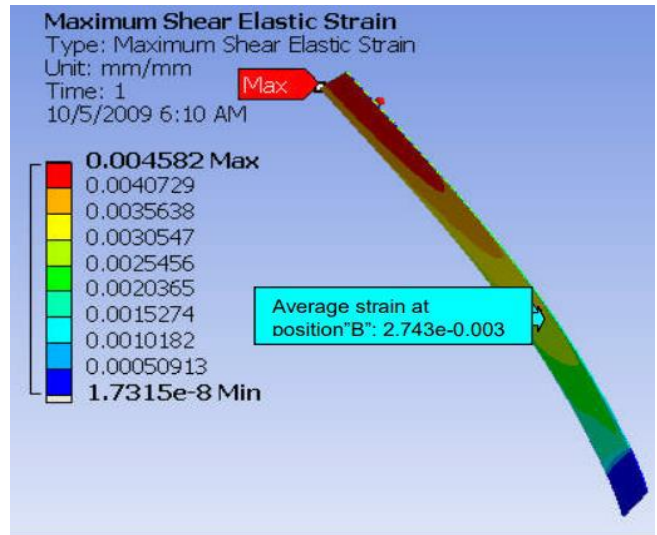 Maximum Shear Elastic Strain
Type: Maximum Shear Elastic Strain
Unit: mm/mm
Time: 1
10/5/2009 6:10 AM
Max
0.004582 Max
0.0040729
0.0035638
0.0030547
0.0025456
0.0020365
0.0015274
0.0010182
0.00050913
1.7315e-8 Min
Average strain at
position"B": 2.743e-0.003